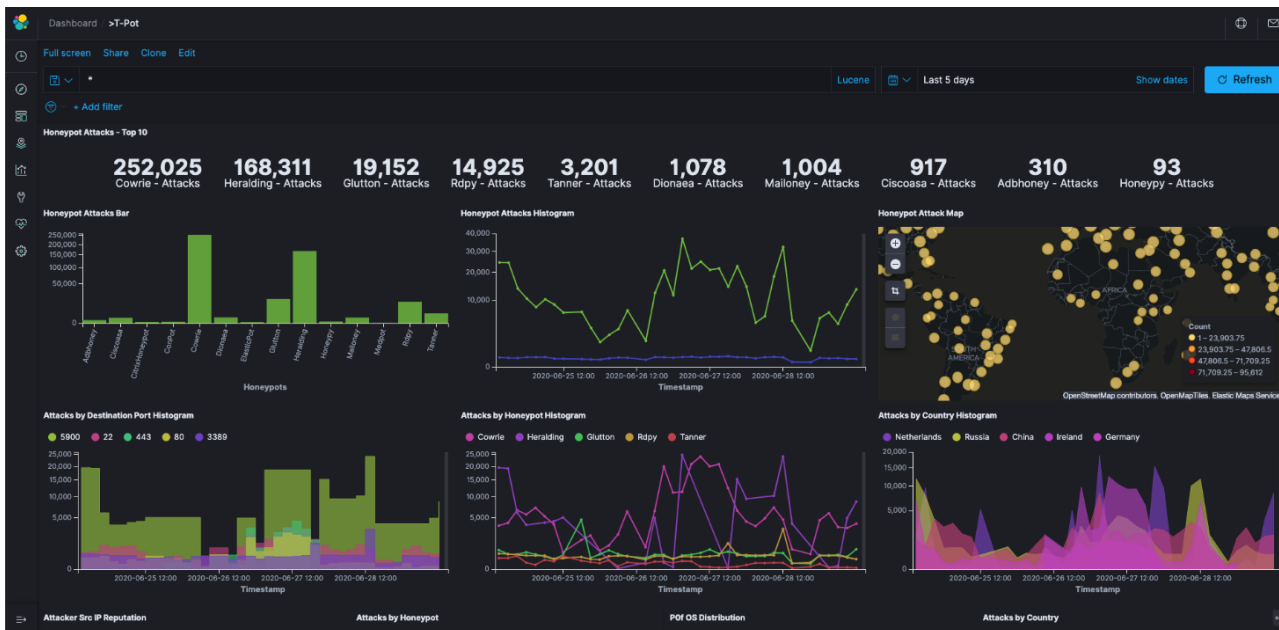 Dashboard / >T-Pot
Full screen Share Clone Edit
* Lucene Last 5 days Show dates Refresh
+ Add filter
Honeypot Attacks - Top 10
252,025 168,311 19,152 14,925 3,201 1,078 1,004 917 310 93
Cowrie - Attacks Heralding - Attacks Glutton - Attacks Rdpy - Attacks Tanner - Attacks Dionaea - Attacks Mailoney - Attacks Ciscoasa - Attacks Adbhoney - Attacks Honeypy - Attacks
Honeypot Attacks Bar
250,000
200,000
150,000
100,000
50,000
0
Adbhoney Ciscoasa CitrixHoneypot ConPot Cowrie Dionaea ElasticPot Glutton Heralding Honeypy Mailoney Medpot Rdpy Tanner
Honeypots
Honeypot Attacks Histogram
40,000
30,000
20,000
10,000
0
2020-06-25 12:00 2020-06-26 12:00 2020-06-27 12:00 2020-06-28 12:00
Timestamp
Honeypot Attack Map
AFRICA
SOUTH
AMERICA
Count
1 – 23,903.75
23,903.75 – 47,806.5
47,806.5 – 71,709.25
71,709.25 – 95,612
OpenStreetMap contributors, OpenMapTiles, Elastic Maps Service
Attacks by Destination Port Histogram
5900 22 443 80 3389
25,000
20,000
15,000
10,000
5,000
0
2020-06-25 12:00 2020-06-26 12:00 2020-06-27 12:00 2020-06-28 12:00
Timestamp
Attacks by Honeypot Histogram
Cowrie Heralding Glutton Rdpy Tanner
25,000
20,000
15,000
10,000
5,000
0
2020-06-25 12:00 2020-06-26 12:00 2020-06-27 12:00 2020-06-28 12:00
Timestamp
Attacks by Country Histogram
Netherlands Russia China Ireland Germany
20,000
15,000
10,000
5,000
0
2020-06-25 12:00 2020-06-26 12:00 2020-06-27 12:00 2020-06-28 12:00
Timestamp
Attacker Src IP Reputation Attacks by Honeypot P0f OS Distribution Attacks by Country